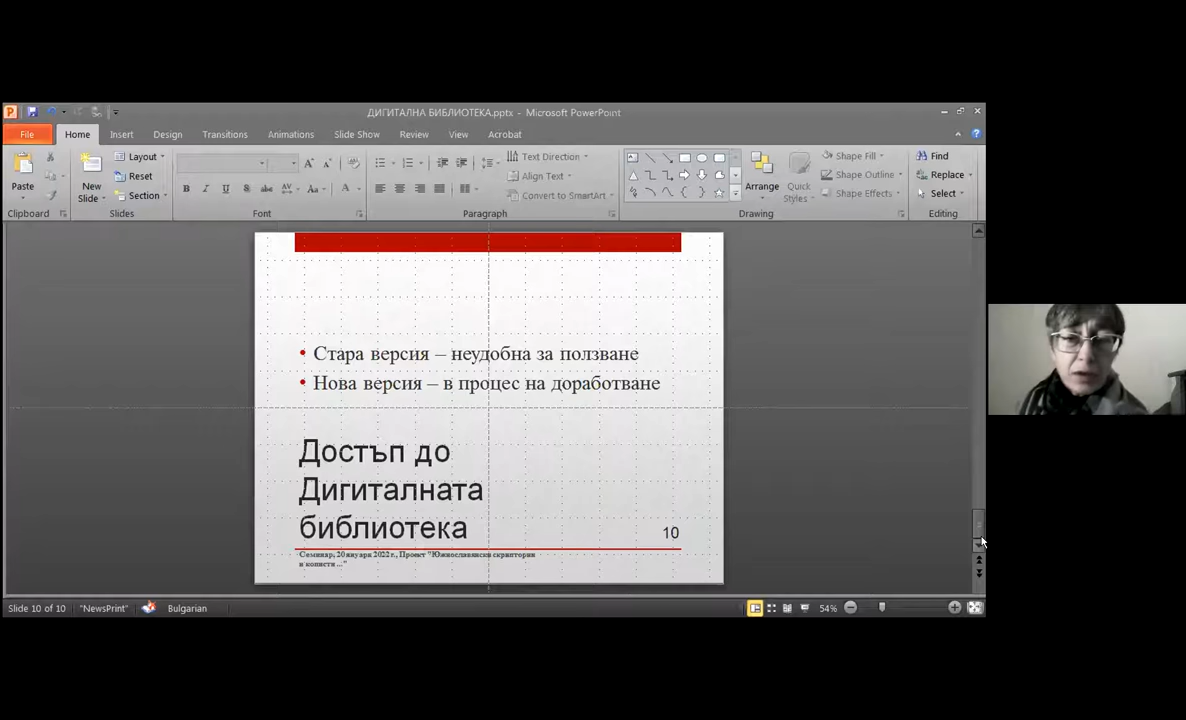 ДИГИТАЛНА БИБЛИОТЕКА.pptx - Microsoft PowerPoint
File Home Insert Design Transitions Animations Slide Show Review View Acrobat
Paste
Clipboard
New Slide
Layout
Reset
Section
Slides
Font
Text Direction
Align Text
Convert to SmartArt
Paragraph
Arrange
Quick Styles
Shape Fill
Shape Outline
Shape Effects
Drawing
Find
Replace
Select
Editing
• Стара версия – неудобна за ползване
• Нова версия – в процес на доработване
Достъп до
Дигиталната
библиотека
10
Семинар, 20 януари 2022 г., Проект "Южнославянски скриптории
и кописти ..."
Slide 10 of 10 "NewsPrint" Bulgarian 54%